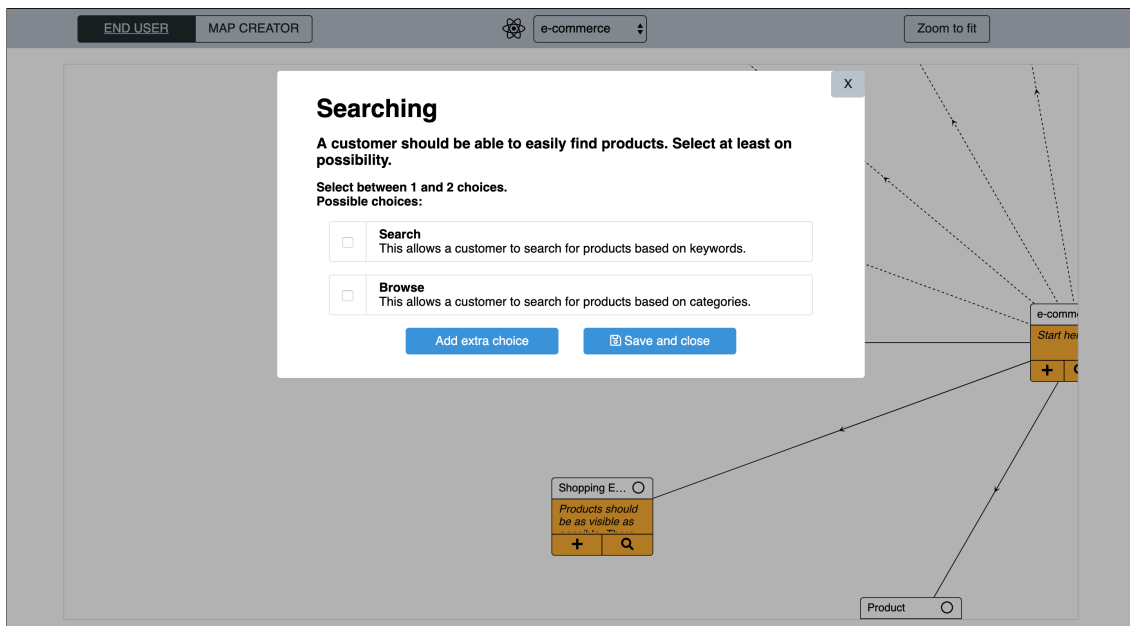 END USER MAP CREATOR e-commerce Zoom to fit
X
Searching
A customer should be able to easily find products. Select at least on
possibility.
Select between 1 and 2 choices.
Possible choices:
Search
This allows a customer to search for products based on keywords.
Browse
This allows a customer to search for products based on categories.
Add extra choice Save and close
e-comme
Start her
Shopping E...
Products should
be as visible as
Product